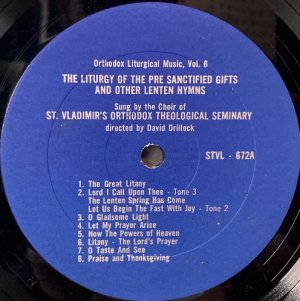 Orthodox Liturgical Music, Vol. 6
THE LITURGY OF THE PRE SANCTIFIED GIFTS
AND OTHER LENTEN HYMNS
Sung by the Choir of
ST. VLADIMIR'S ORTHODOX THEOLOGICAL SEMINARY
directed by David Drillock
STVL - 672A
1. The Great Litany
2. Lord I Call Upon Thee - Tone 3
The Lenten Spring Has Come
Let Us Begin The Fast With Joy - Tone 2
3. O Gladsome Light
4. Let My Prayer Arise
5. Now The Powers of Heaven
6. Litany - The Lord's Prayer
7. O Taste And See
8. Praise and Thanksgiving